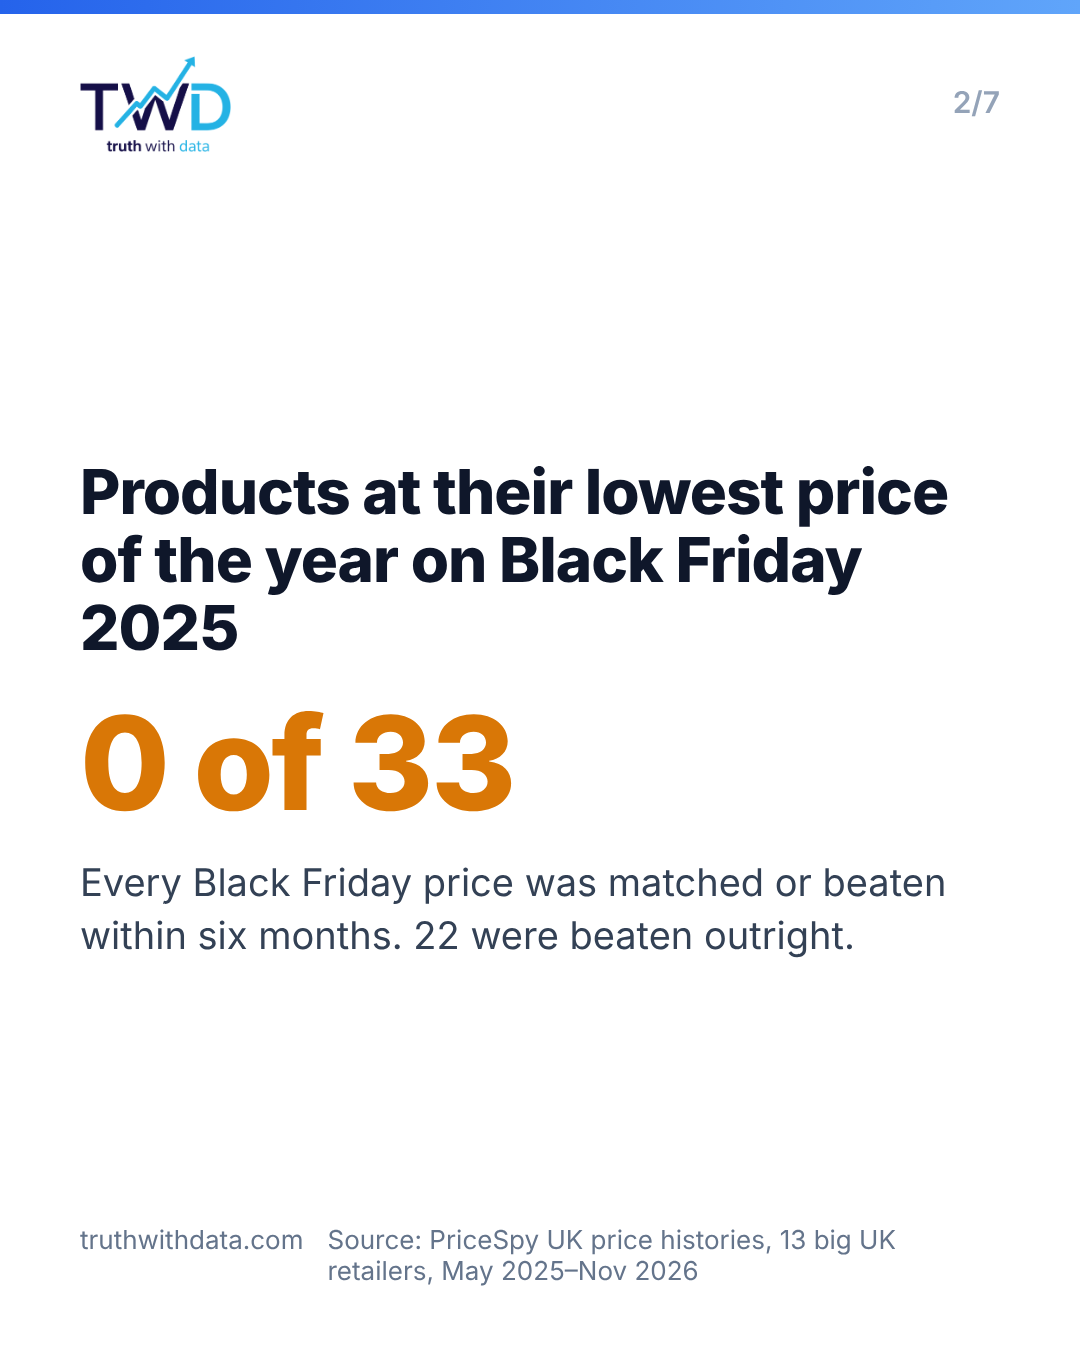 TWD
truth with data
2/7
Products at their lowest price
of the year on Black Friday
2025
0 of 33
Every Black Friday price was matched or beaten
within six months. 22 were beaten outright.
truthwithdata.com
Source: PriceSpy UK price histories, 13 big UK
retailers, May 2025–Nov 2026